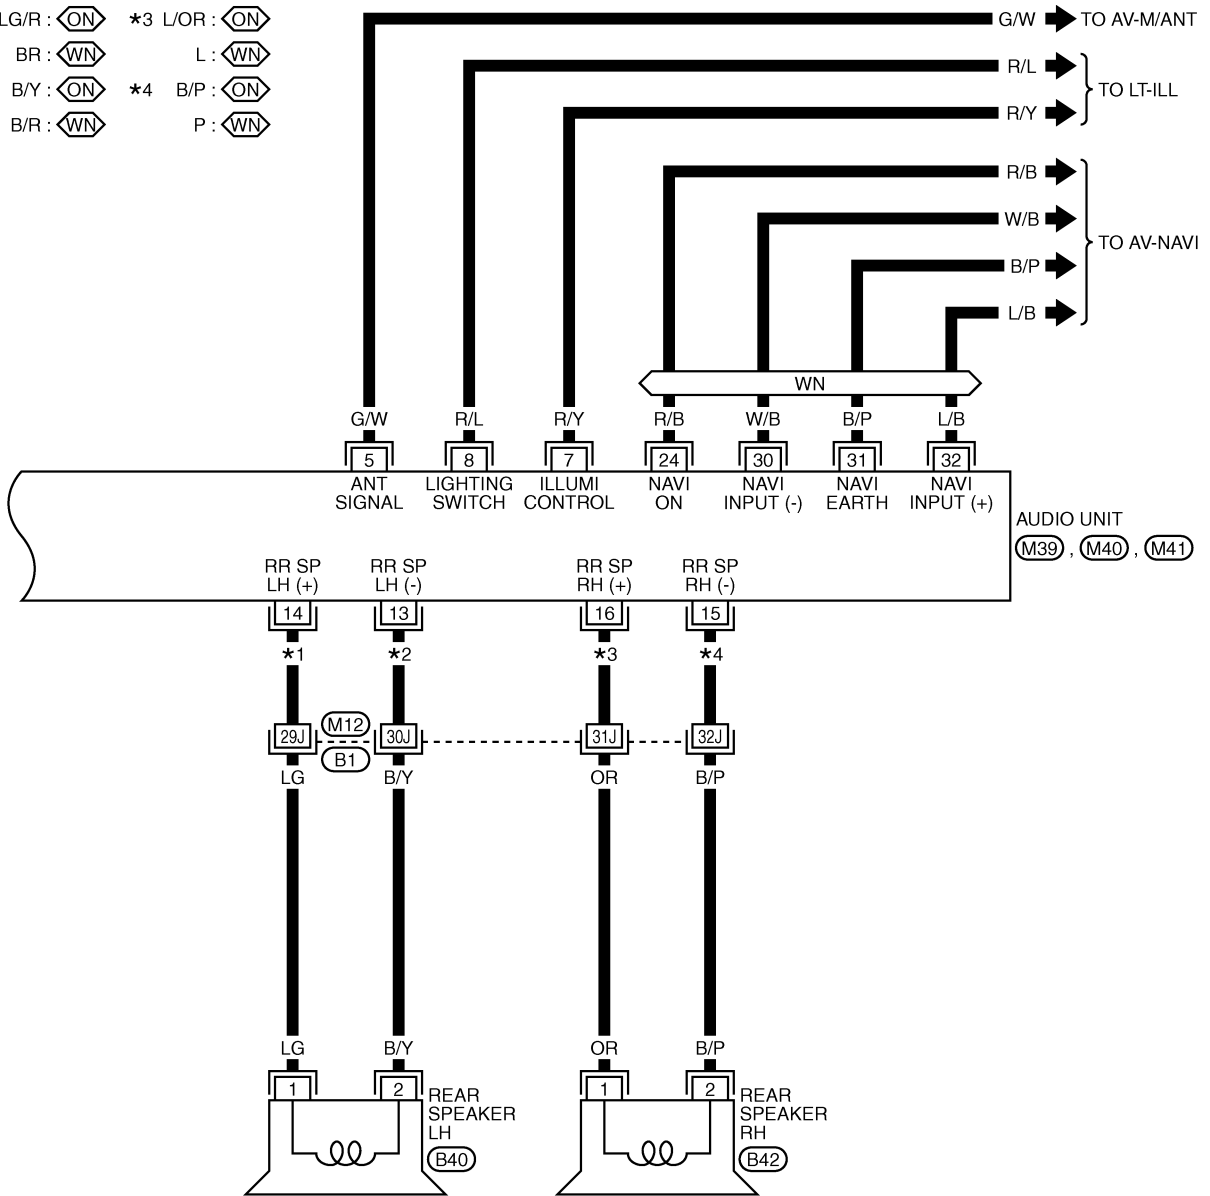 LG/R : ON *3 L/OR : ON
BR : WN L : WN
B/Y : ON *4 B/P : ON
B/R : WN P : WN
G/W TO AV-M/ANT
R/L
TO LT-ILL
R/Y
R/B
W/B
TO AV-NAVI
B/P
L/B
WN
G/W R/L R/Y R/B W/B B/P L/B
5 8 7 24 30 31 32
ANT LIGHTING ILLUMI NAVI NAVI NAVI NAVI
SIGNAL SWITCH CONTROL ON INPUT (-) EARTH INPUT (+)
AUDIO UNIT
M39 , M40 , M41
RR SP RR SP RR SP RR SP
LH (+) LH (-) RH (+) RH (-)
14 13 16 15
*1 *2 *3 *4
M12
29J 30J 31J 32J
B1
LG B/Y OR B/P
LG B/Y OR B/P
1 2 1 2
REAR REAR
SPEAKER SPEAKER
LH RH
B40 B42